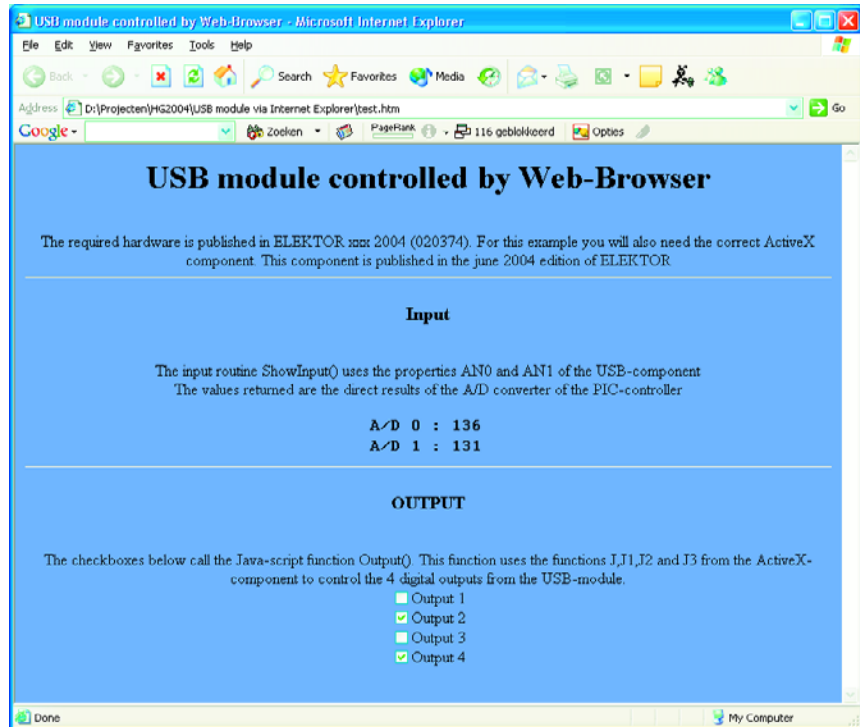 USB module controlled by Web-Browser - Microsoft Internet Explorer
File Edit View Favorites Tools Help
Back Search Favorites Media
Address D:\Projecten\HG2004\USB module via Internet Explorer\test.htm Go
Google Zoeken PageRank 116 geblokkeerd Opties
USB module controlled by Web-Browser
The required hardware is published in ELEKTOR xxx 2004 (020374). For this example you will also need the correct ActiveX
component. This component is published in the june 2004 edition of ELEKTOR
Input
The input routine ShowInput() uses the properties AN0 and AN1 of the USB-component
The values returned are the direct results of the A/D converter of the PIC-controller
A/D 0 : 136
A/D 1 : 131
OUTPUT
The checkboxes below call the Java-script function Output(). This function uses the functions J,J1,J2 and J3 from the ActiveX-
component to control the 4 digital outputs from the USB-module.
Output 1
Output 2
Output 3
Output 4
Done My Computer